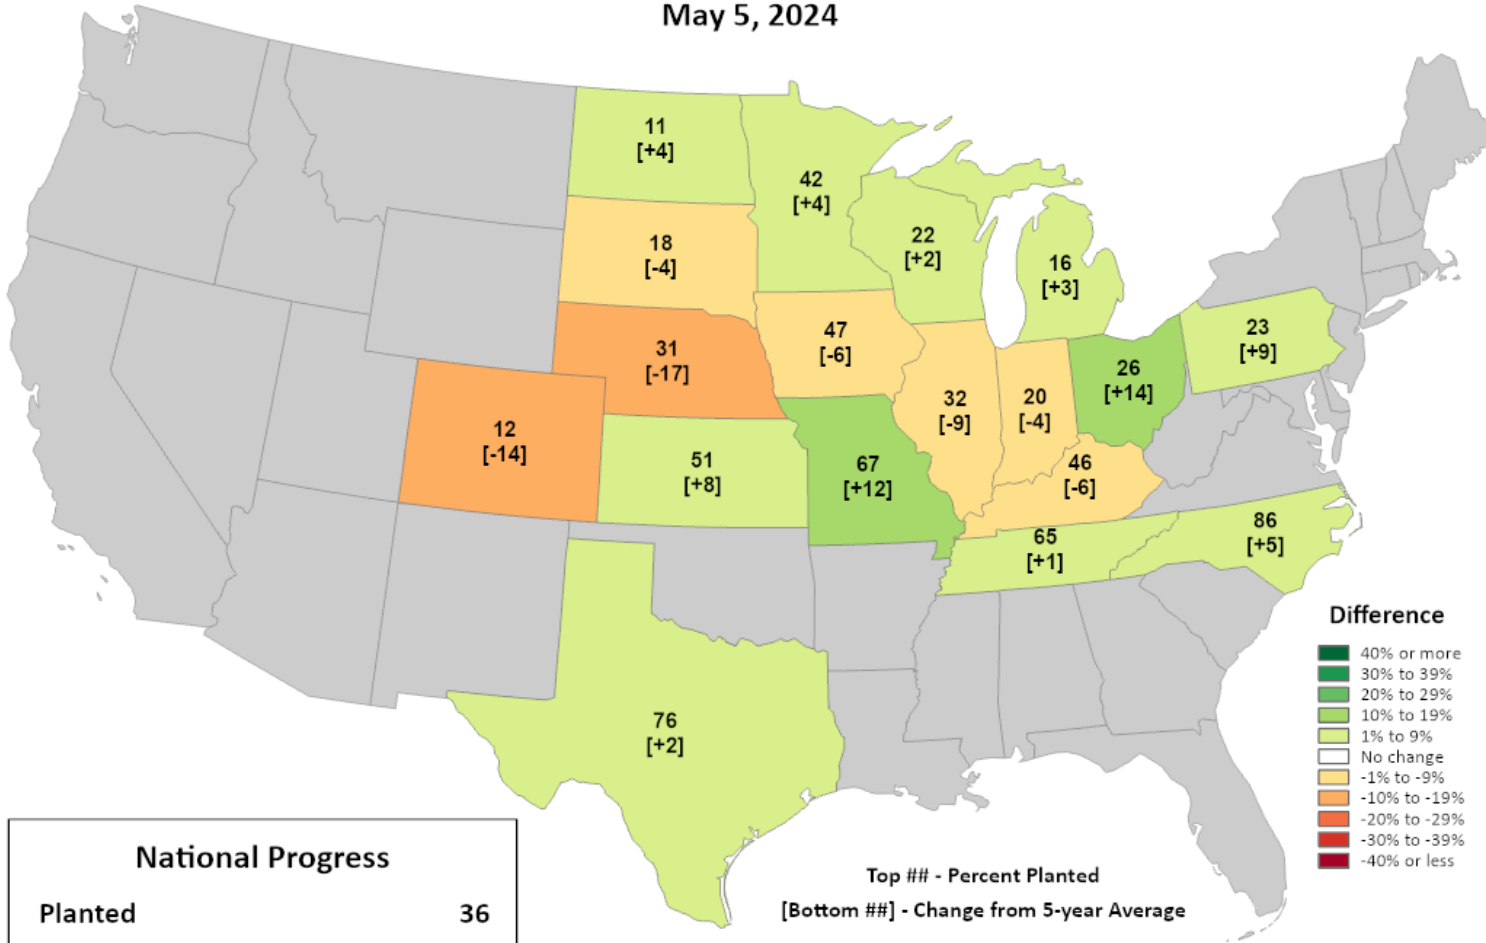 May 5, 2024
11
[+4]
42
[+4]
18
[-4]
22
[+2]
16
[+3]
47
[-6]
31
[-17]
23
[+9]
26
[+14]
32
[-9]
20
[-4]
12
[-14]
51
[+8]
67
[+12]
46
[-6]
65
[+1]
86
[+5]
76
[+2]
Difference
40% or more
30% to 39%
20% to 29%
10% to 19%
1% to 9%
No change
-1% to -9%
-10% to -19%
-20% to -29%
-30% to -39%
-40% or less
National Progress
Planted 36
Top ## - Percent Planted
[Bottom ##] - Change from 5-year Average